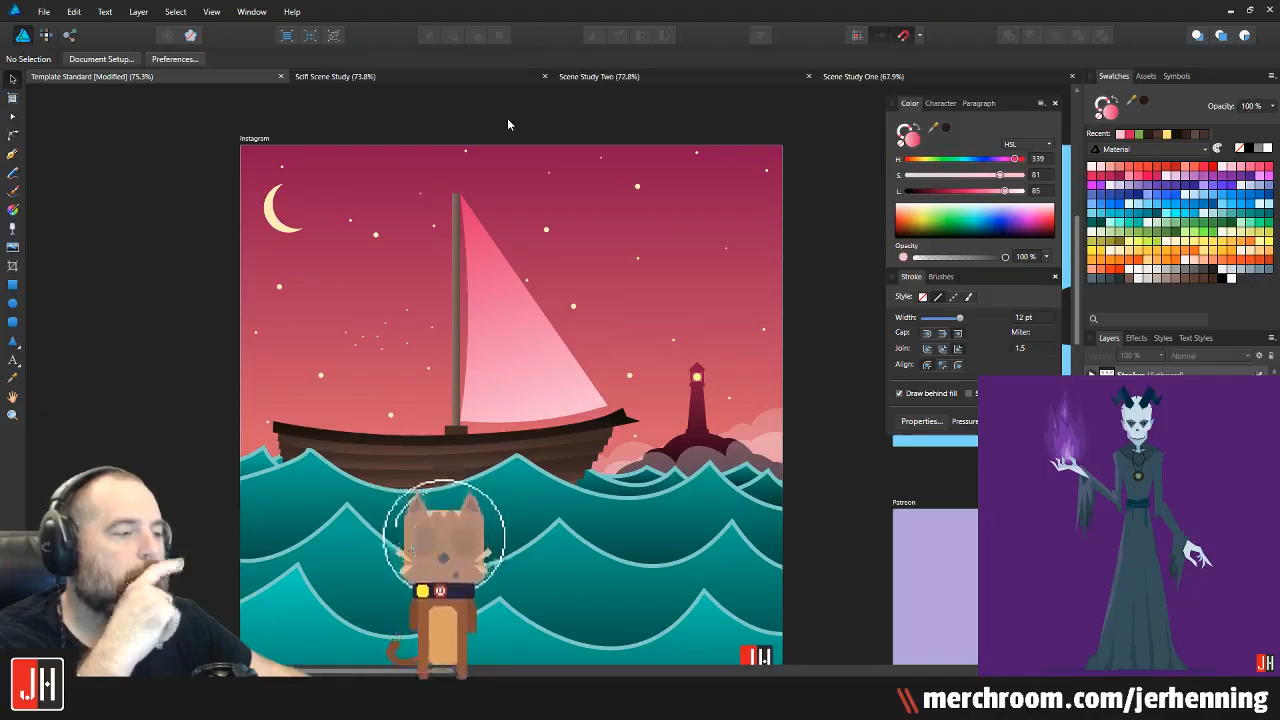 File Edit Text Layer Select View Window Help
No Selection Document Setup... Preferences...
Template Standard [Modified] (75.3%) Scifi Scene Study (73.8%) Scene Study Two (72.8%) Scene Study One (67.9%)
Swatches Assets Symbols
Opacity: 100 %
Recent:
Material
Color Character Paragraph
HSL
H: 339
S: 81
L: 85
Opacity
100 %
Stroke Brushes
Style:
Width: 12 pt
Cap: Miter:
Join: 1.5
Align:
Draw behind fill
Properties... Pressure
Layers Effects Styles Text Styles
Opacity: 100 % Normal
Instagram
Patreon
JH
JH
JH
merchroom.com/jerhenning